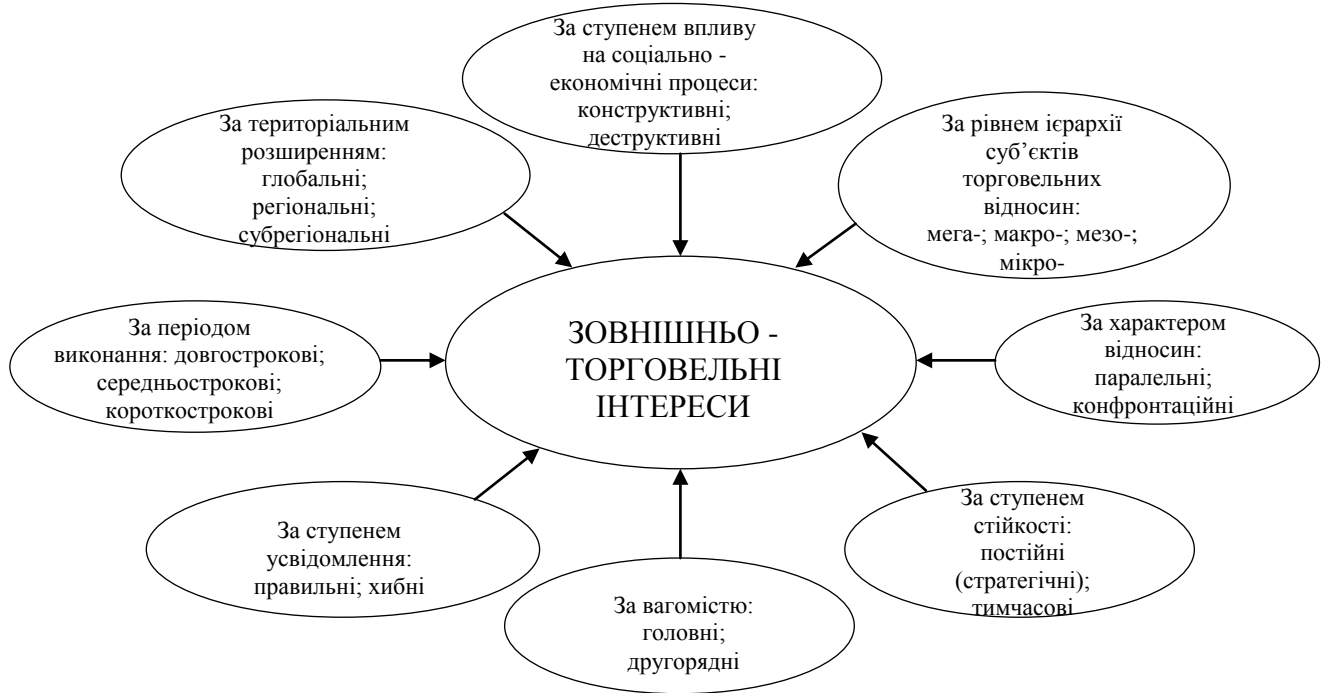 За ступенем впливу
на соціально -
економічні процеси:
конструктивні;
деструктивні
За територіальним
розширенням:
глобальні;
регіональні;
субрегіональні
За рівнем ієрархії
суб’єктів
торговельних
відносин:
мега-; макро-; мезо-;
мікро-
За періодом
виконання: довгострокові;
середньострокові;
короткострокові
ЗОВНІШНЬО -
ТОРГОВЕЛЬНІ
ІНТЕРЕСИ
За характером
відносин:
паралельні;
конфронтаційні
За ступенем
усвідомлення:
правильні; хибні
За вагомістю:
головні;
другорядні
За ступенем
стійкості:
постійні
(стратегічні);
тимчасові